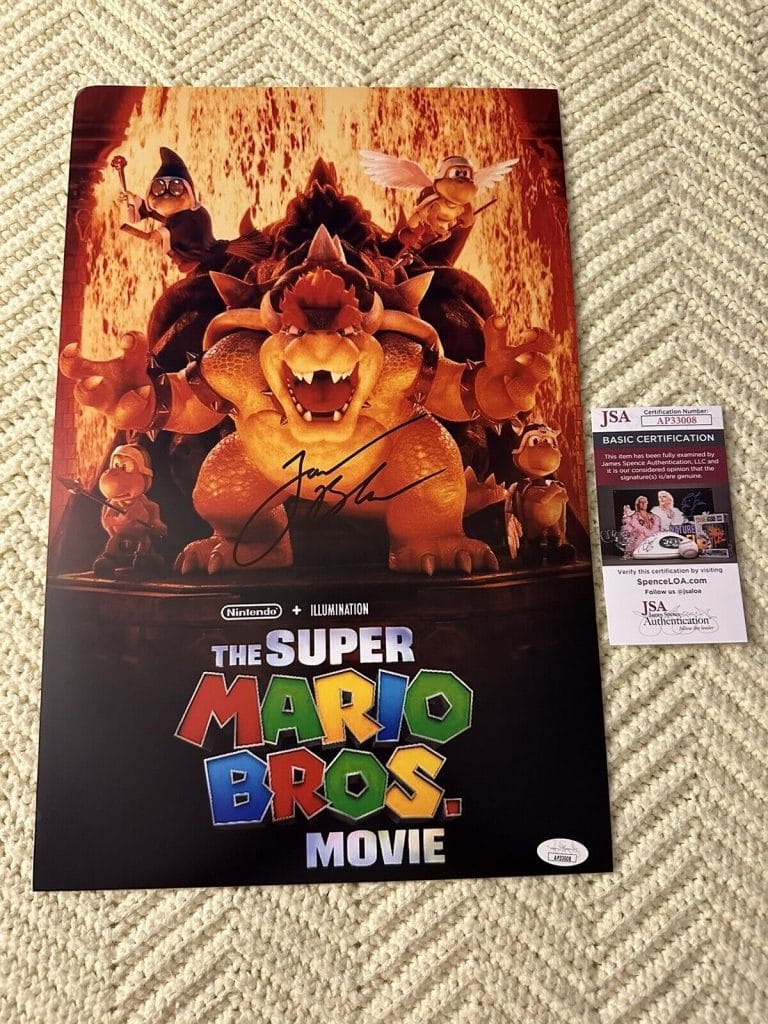 Nintendo + ILLUMINATION
THE SUPER
MARIO
BROS.
MOVIE
AP33008
JSA
Certification Number:
AP33008
BASIC CERTIFICATION
This item has been fully examined by
James Spence Authentication, LLC and
it is our considered opinion that the
signature(s) is/are genuine.
Verify this certification by visiting
SpenceLOA.com
Follow us @jsaloa
JSA
James Spence
Authentication